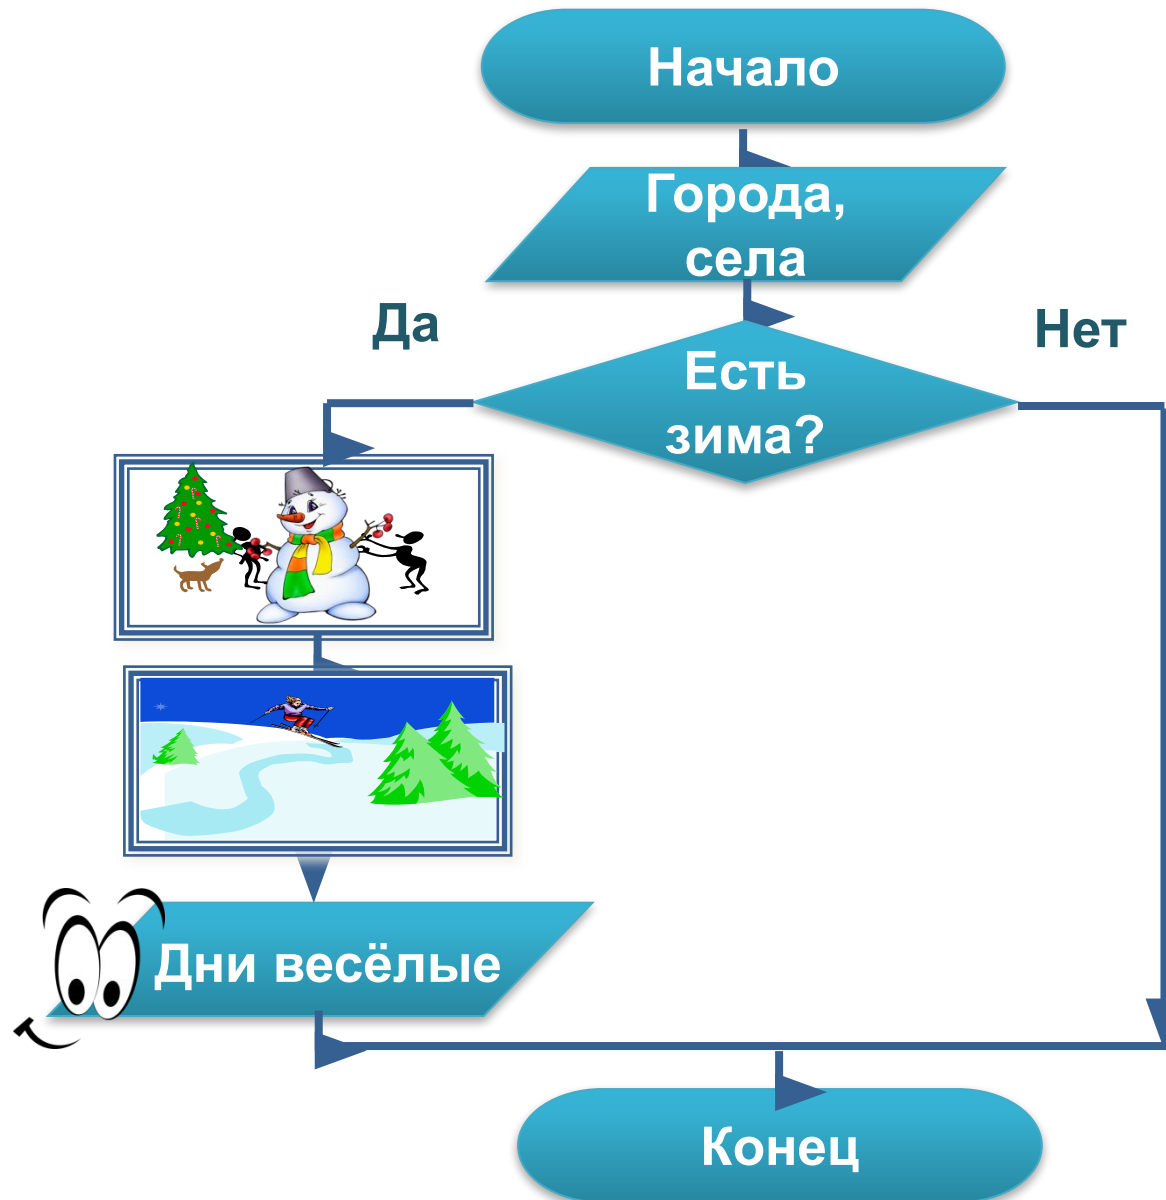 Начало
Города,
села
Да
Нет
Есть
зима?
Дни весёлые
Конец